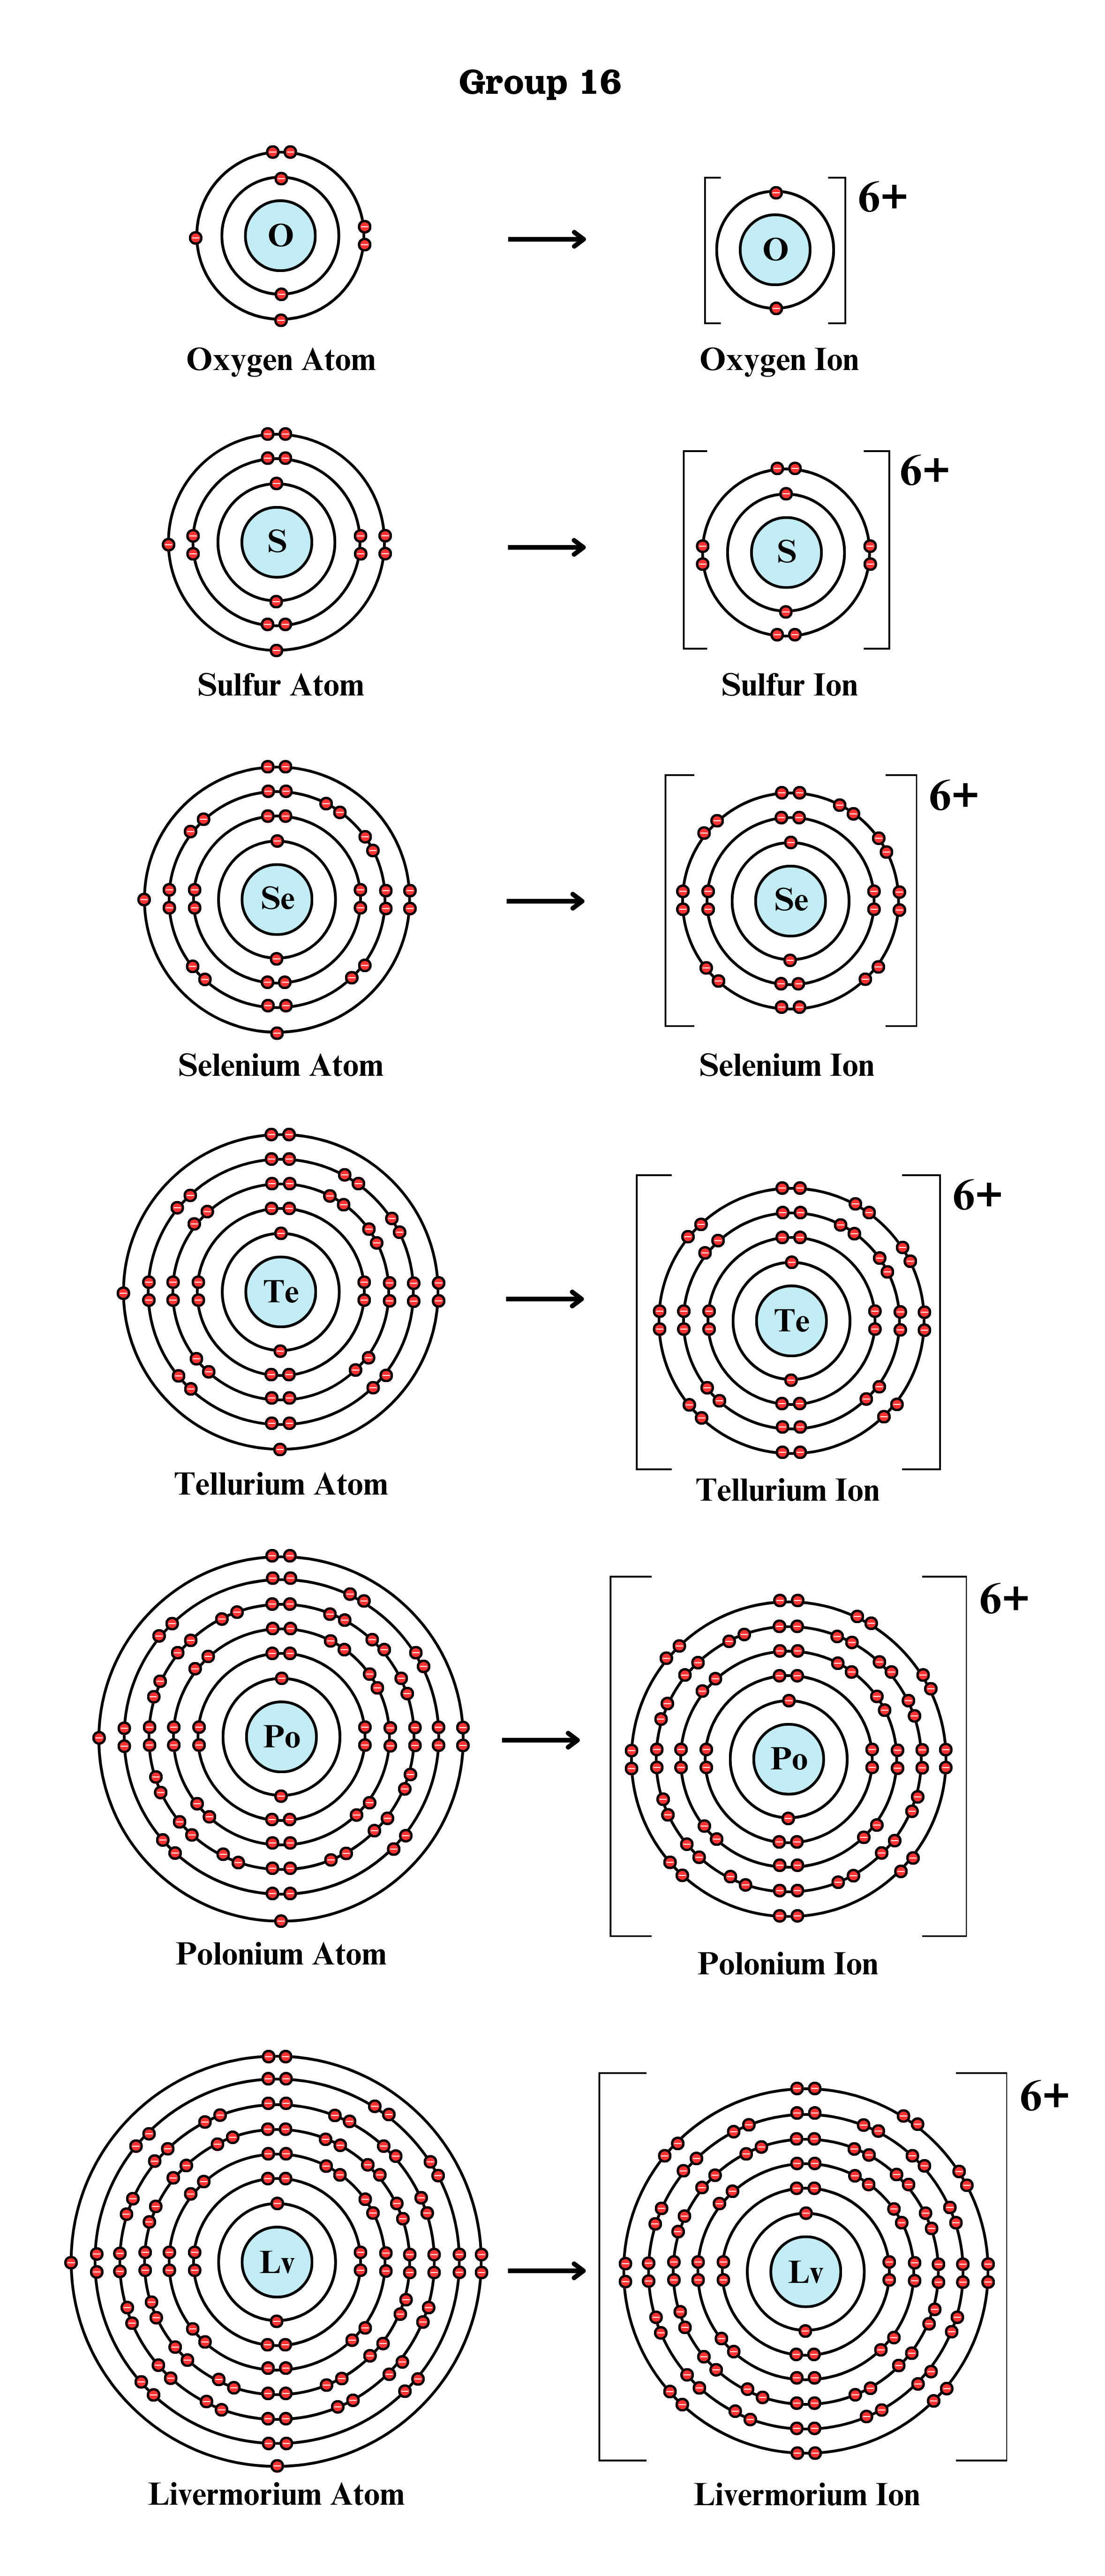 Group 16
O
O
6+
Oxygen Atom
Oxygen Ion
S
S
6+
Sulfur Atom
Sulfur Ion
Se
Se
6+
Selenium Atom
Selenium Ion
Te
Te
6+
Tellurium Atom
Tellurium Ion
Po
Po
6+
Polonium Atom
Polonium Ion
Lv
Lv
6+
Livermorium Atom
Livermorium Ion